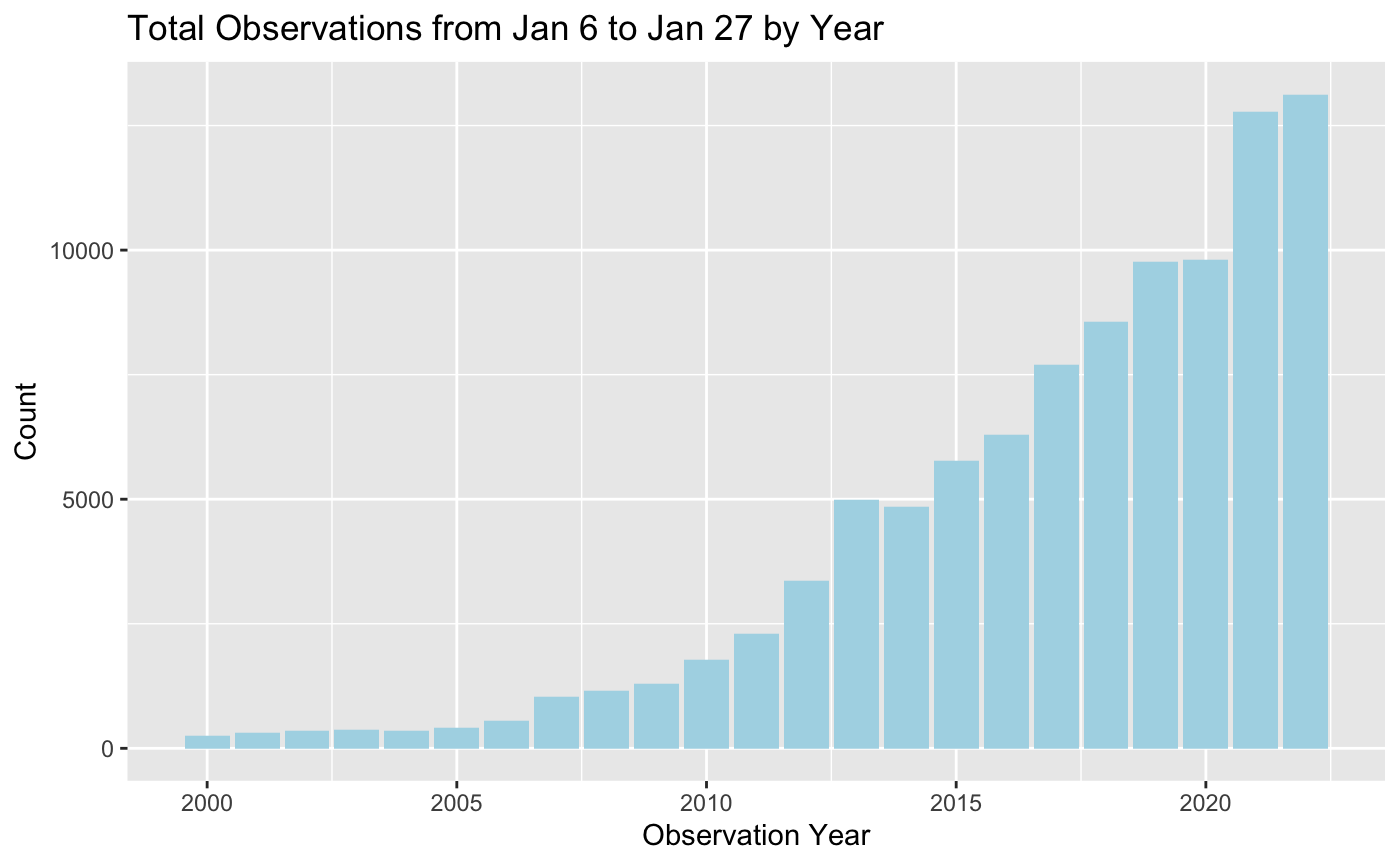 Total Observations from Jan 6 to Jan 27 by Year
10000
5000
0
Count
2000 2005 2010 2015 2020
Observation Year